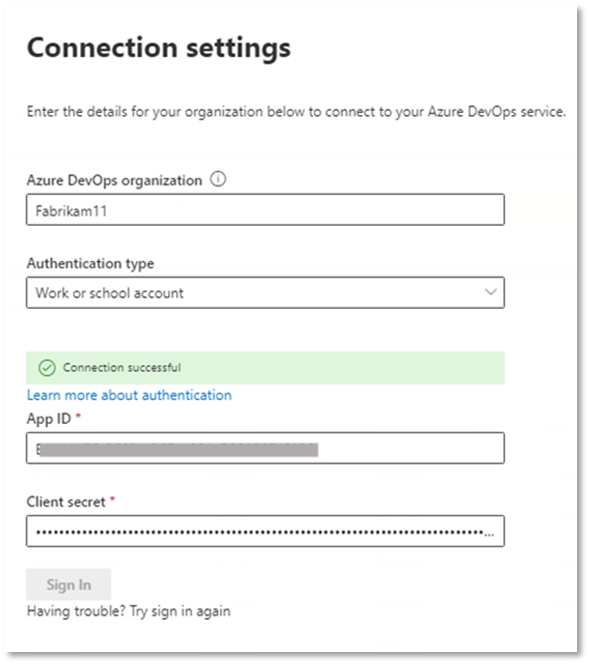 Connection settings
Enter the details for your organization below to connect to your Azure DevOps service.
Azure DevOps organization
Fabrikam11
Authentication type
Work or school account
Connection successful
Learn more about authentication
App ID *
Client secret *
Sign In
Having trouble? Try sign in again